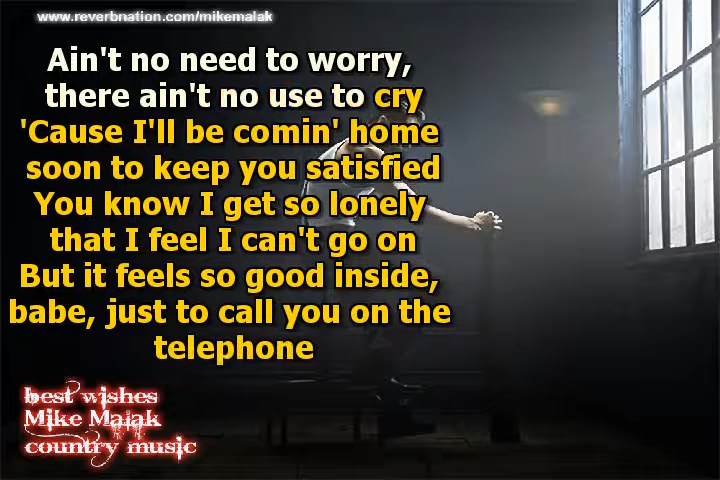 www.reverbnation.com/mikemalak
Ain't no need to worry,
there ain't no use to cry
'Cause I'll be comin' home
soon to keep you satisfied
You know I get so lonely
that I feel I can't go on
But it feels so good inside,
babe, just to call you on the
telephone
best wishes
Mike Malak
country music